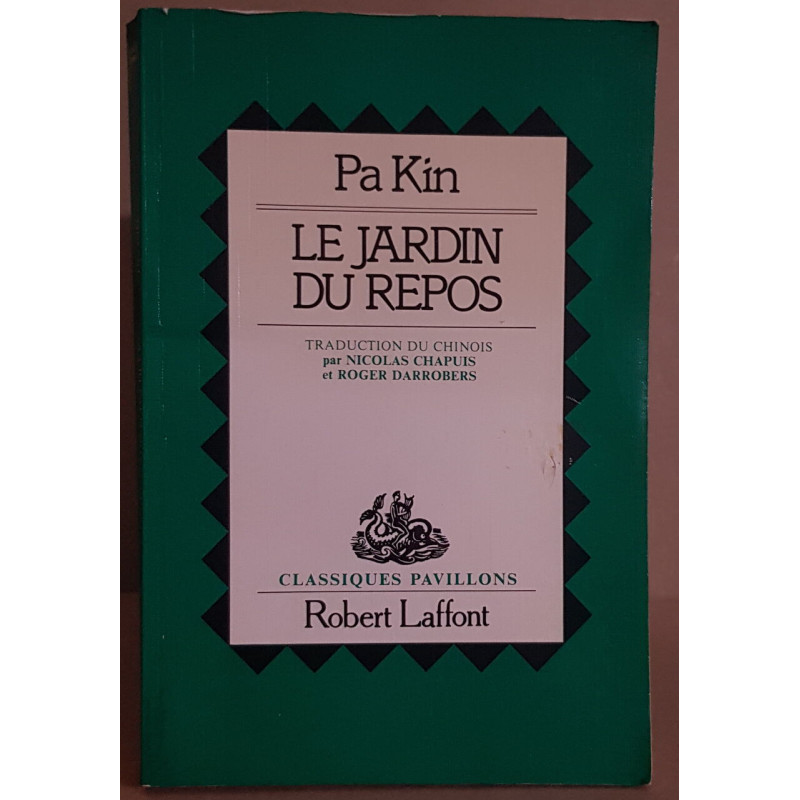 Pa Kin
LE JARDIN
DU REPOS
TRADUCTION DU CHINOIS
par NICOLAS CHAPUIS
et ROGER DARROBERS
CLASSIQUES PAVILLONS
Robert Laffont